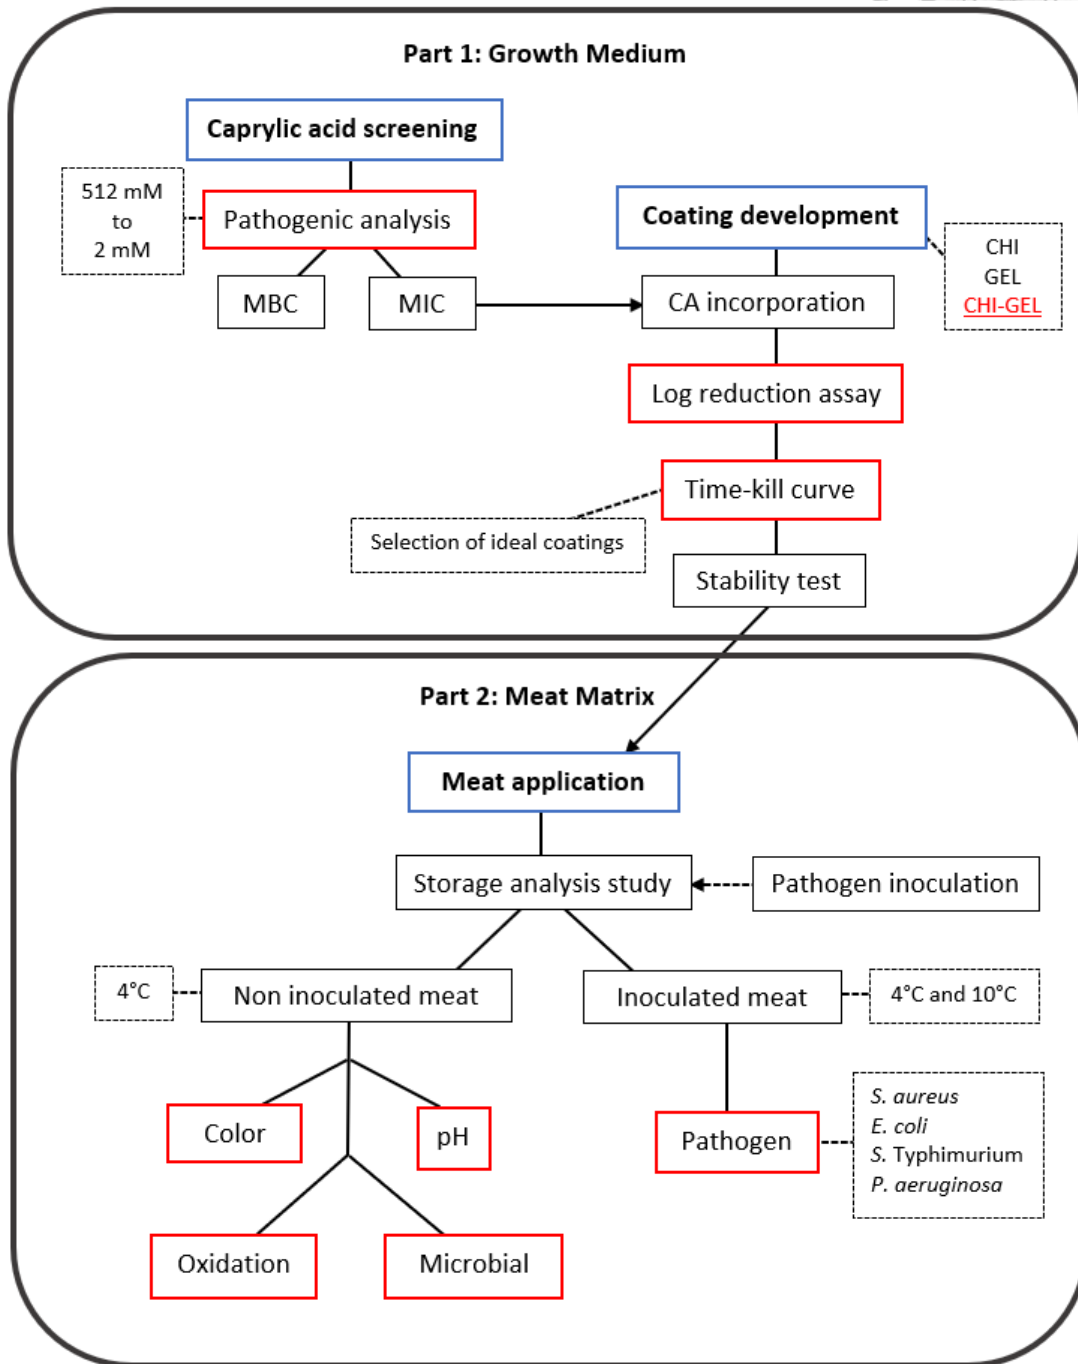 Part 1: Growth Medium
Caprylic acid screening
512 mM
to
2 mM
Pathogenic analysis
MBC
MIC
Coating development
CHI
GEL
CHI-GEL
CA incorporation
Log reduction assay
Time-kill curve
Selection of ideal coatings
Stability test
Part 2: Meat Matrix
Meat application
Storage analysis study
Pathogen inoculation
4°C
Non inoculated meat
Inoculated meat
4°C and 10°C
Color
pH
Oxidation
Microbial
Pathogen
S. aureus
E. coli
S. Typhimurium
P. aeruginosa